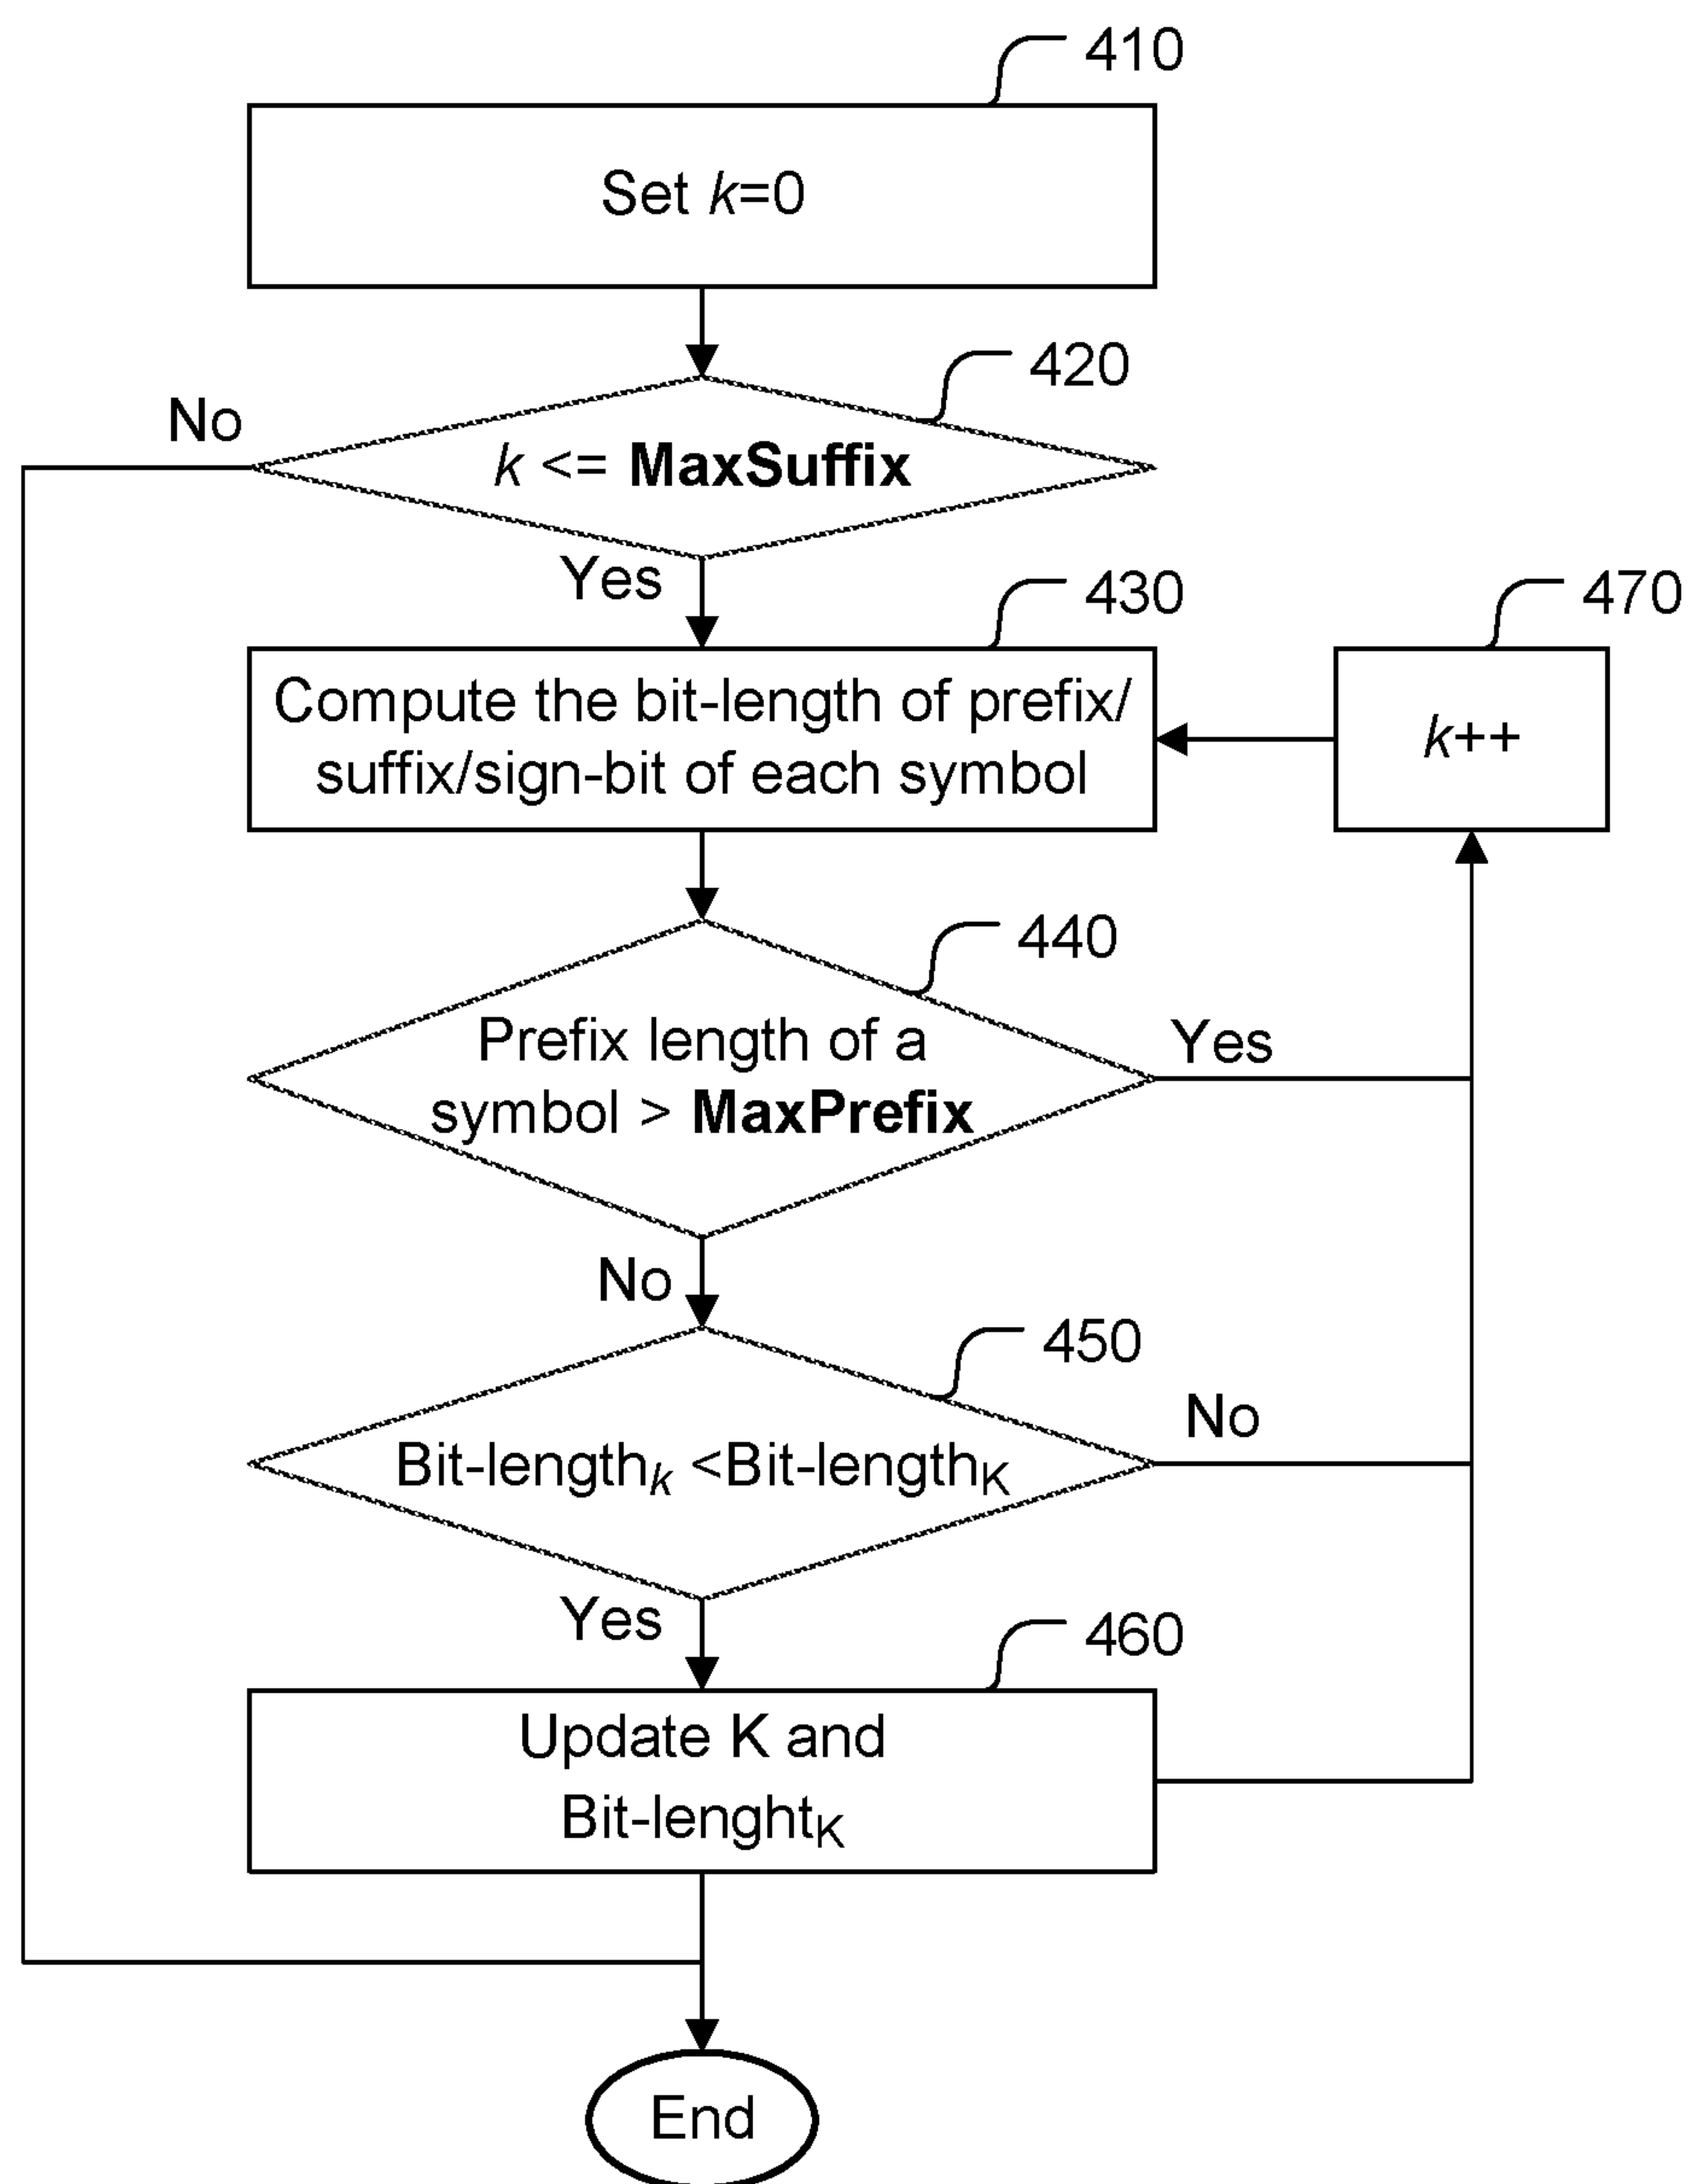 410
Set k=0
420
No
k <= MaxSuffix
Yes
430
470
Compute the bit-length of prefix/
suffix/sign-bit of each symbol
k++
440
Prefix length of a
symbol > MaxPrefix
Yes
No
450
No
Bit-lengthk <Bit-lengthK
Yes
460
Update K and
Bit-lenghtK
End